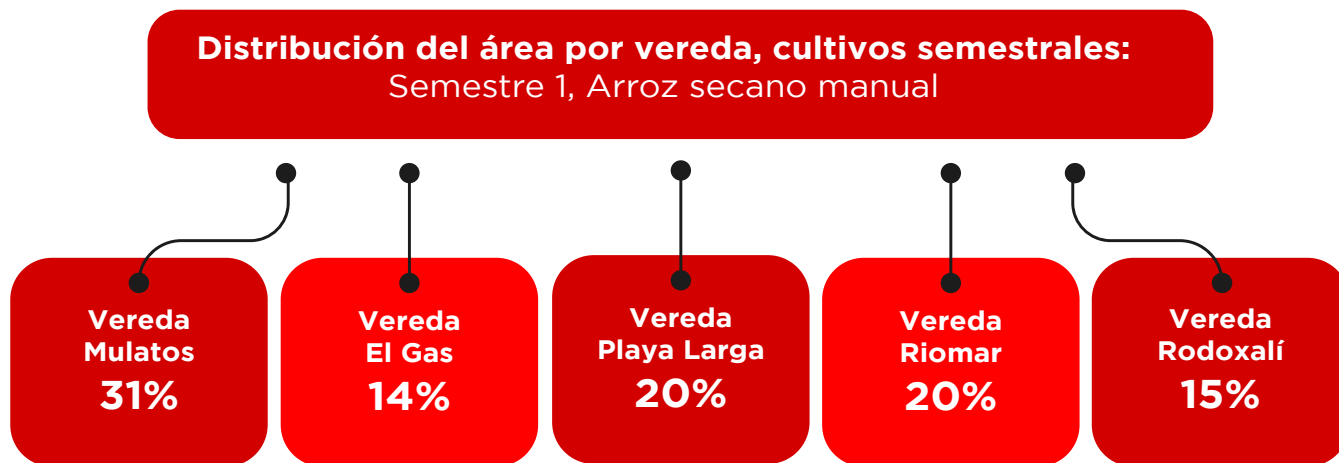 Distribución del área por vereda, cultivos semestrales:
Semestre 1, Arroz secano manual
Vereda
Mulatos
31%
Vereda
El Gas
14%
Vereda
Playa Larga
20%
Vereda
Riomar
20%
Vereda
Rodoxalí
15%